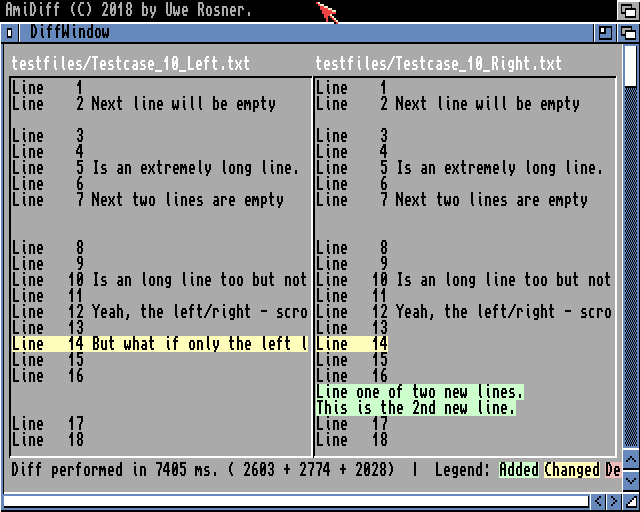 AmiDiff (C) 2018 by Uwe Rosner.
DiffWindow
testfiles/Testcase_10_Left.txt
Line 1
Line 2 Next line will be empty
Line 3
Line 4
Line 5 Is an extremely long line.
Line 6
Line 7 Next two lines are empty
Line 8
Line 9
Line 10 Is an long line too but not
Line 11
Line 12 Yeah, the left/right - scro
Line 13
Line 14 But what if only the left l
Line 15
Line 16
Line 17
Line 18
testfiles/Testcase_10_Right.txt
Line 1
Line 2 Next line will be empty
Line 3
Line 4
Line 5 Is an extremely long line.
Line 6
Line 7 Next two lines are empty
Line 8
Line 9
Line 10 Is an long line too but not
Line 11
Line 12 Yeah, the left/right - scro
Line 13
Line 14
Line 15
Line 16
Line one of two new lines.
This is the 2nd new line.
Line 17
Line 18
Diff performed in 7405 ms. ( 2603 + 2774 + 2028) | Legend: Added Changed De